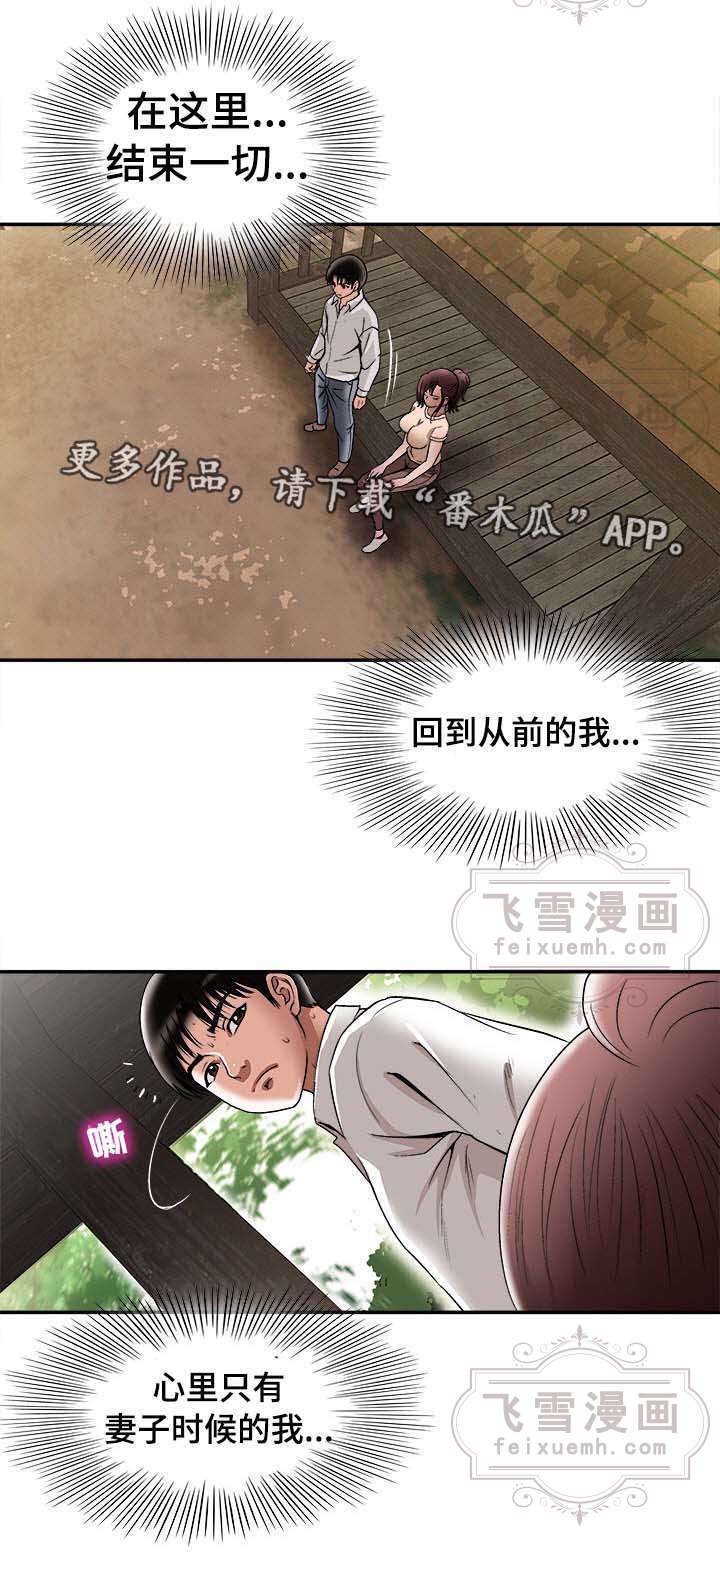 在这里...
结束一切...
更多作品，请下载“番木瓜”APP。
回到从前的我...
飞雪漫画
feixuemh.com
嘶
心里只有
妻子时候的我...
飞雪漫画
feixuemh.com